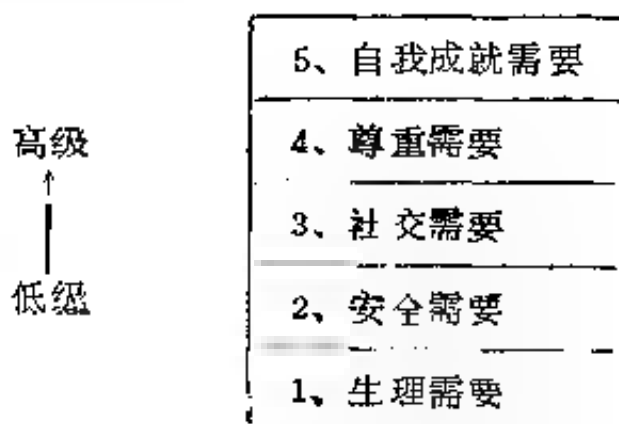 5、自我成就需要
高级
4、尊重需要
↑
3、社交需要
低级
2、安全需要
1、生理需要